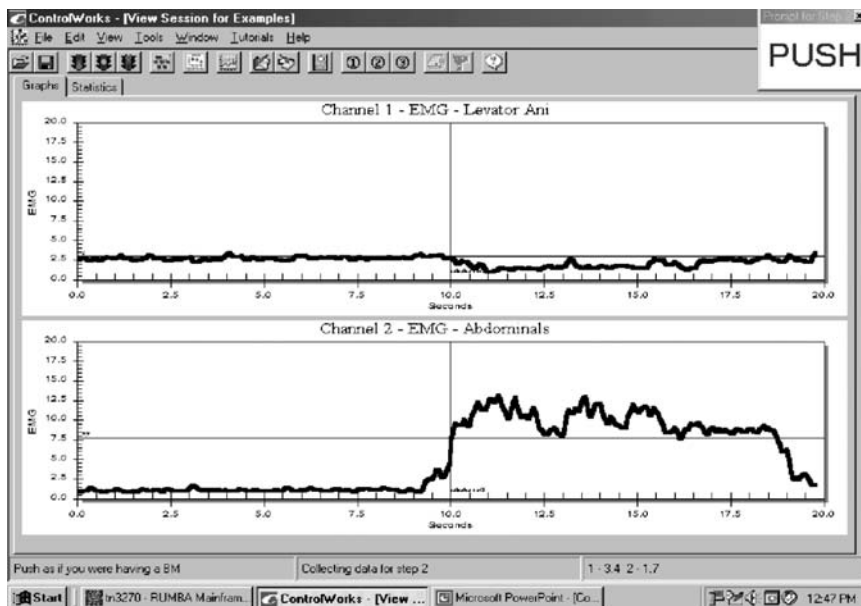 ControlWorks - [View Session for Examples]
File Edit View Tools Window Tutorials Help
Prompt for Step
PUSH
Graphs Statistics
Channel 1 - EMG - Levator Ani
20.0
17.5
15.0
12.5
10.0
7.5
5.0
2.5
0.0
EMG
0.0 2.5 5.0 7.5 10.0 12.5 15.0 17.5 20.0
Seconds
Channel 2 - EMG - Abdominals
20.0
17.5
15.0
12.5
10.0
7.5
5.0
2.5
0.0
EMG
0.0 2.5 5.0 7.5 10.0 12.5 15.0 17.5 20.0
Seconds
Push as if you were having a BM Collecting data for step 2 1 - 3.4 2 - 1.7
Start tn3270 - RUMBA Mainfram... ControlWorks - [View ... Microsoft PowerPoint - [Co... 12:47 PM